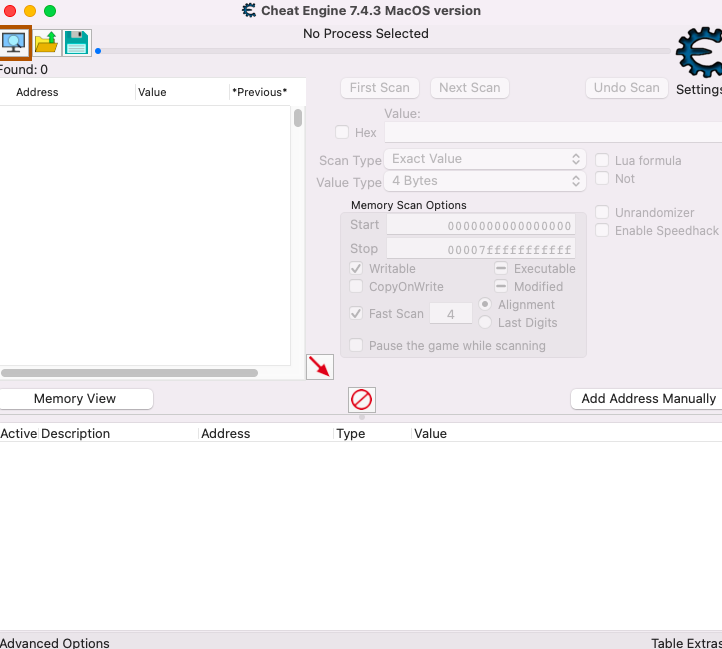 Cheat Engine 7.4.3 MacOS version
No Process Selected
Found: 0
Address Value *Previous*
First Scan Next Scan Undo Scan
Settings
Value:
Hex
Scan Type Exact Value
Lua formula
Value Type 4 Bytes
Not
Memory Scan Options
Start 0000000000000000
Unrandomizer
Stop 00007fffffffffff
Enable Speedhack
Writable Executable
CopyOnWrite Modified
Fast Scan 4 Alignment
Last Digits
Pause the game while scanning
Memory View Add Address Manually
Active Description Address Type Value
Advanced Options Table Extras